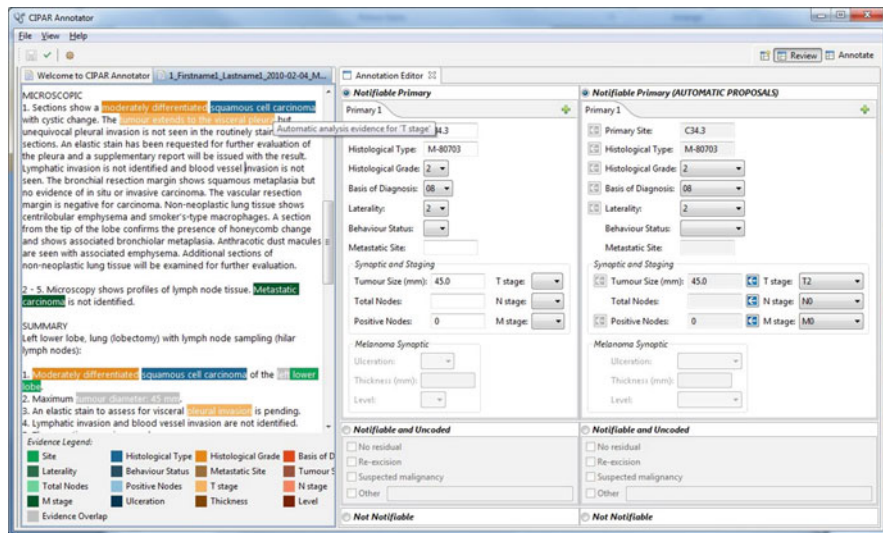 CIPAR Annotator
File View Help
Review Annotate
Welcome to CIPAR Annotator 1_Firstname1_Lastname1_2010-02-04_M...
MICROSCOPIC
1. Sections show a moderately differentiated squamous cell carcinoma
with cystic change. The tumour extends to the visceral pleura but
unequivocal pleural invasion is not seen in the routinely
Automatic analysis evidence for 'T stage'
sections. An elastic stain has been requested for further evaluation of
the pleura and a supplementary report will be issued with the result.
Lymphatic invasion is not identified and blood vessel invasion is not
seen. The bronchial resection margin shows squamous metaplasia but
no evidence of in situ or invasive carcinoma. The vascular resection
margin is negative for carcinoma. Non-neoplastic lung tissue shows
centrilobular emphysema and smoker's-type macrophages. A section
from the tip of the lobe confirms the presence of honeycomb change
and shows associated bronchiolar metaplasia. Anthracotic dust macules
are seen with associated emphysema. Additional sections of
non-neoplastic lung tissue will be examined for further evaluation.
2 - 5. Microscopy shows profiles of lymph node tissue. Metastatic
carcinoma is not identified.
SUMMARY
Left lower lobe, lung (lobectomy) with lymph node sampling (hilar
lymph nodes):
1. Moderately differentiated squamous cell carcinoma of the left lower
lobe.
2. Maximum tumour diameter: 45 mm.
3. An elastic stain to assess for visceral pleural invasion is pending.
4. Lymphatic invasion and blood vessel invasion are not identified.
Evidence Legend:
Site Histological Type Histological Grade Basis of D
Laterality Behaviour Status Metastatic Site Tumour S
Total Nodes Positive Nodes T stage N stage
M stage Ulceration Thickness Level
Evidence Overlap
Annotation Editor
Notifiable Primary
Primary 1
34.3
Histological Type: M-80703
Histological Grade: 2
Basis of Diagnosis: 08
Laterality: 2
Behaviour Status:
Metastatic Site:
Synoptic and Staging
Tumour Size (mm): 45.0 T stage:
Total Nodes: N stage:
Positive Nodes: 0 M stage:
Melanoma Synoptic
Ulceration:
Thickness (mm):
Level:
Notifiable and Uncoded
No residual
Re-excision
Suspected malignancy
Other
Not Notifiable
Notifiable Primary (AUTOMATIC PROPOSALS)
Primary 1
Primary Site: C34.3
Histological Type: M-80703
Histological Grade: 2
Basis of Diagnosis: 08
Laterality: 2
Behaviour Status:
Metastatic Site:
Synoptic and Staging
Tumour Size (mm): 45.0 T stage: T2
Total Nodes: N stage: N0
Positive Nodes: 0 M stage: M0
Melanoma Synoptic
Ulceration:
Thickness (mm):
Level:
Notifiable and Uncoded
No residual
Re-excision
Suspected malignancy
Other
Not Notifiable